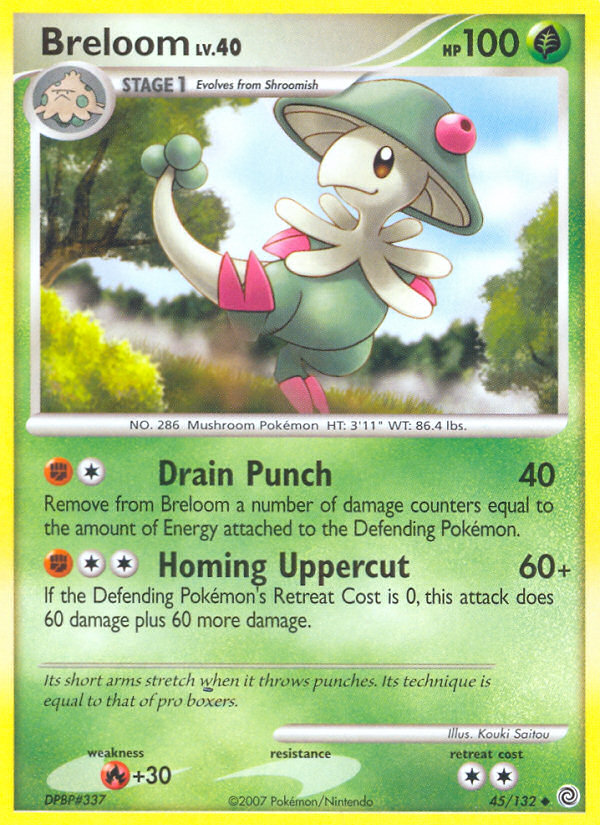 Breloom LV.40 HP 100
STAGE 1 Evolves from Shroomish
NO. 286 Mushroom Pokémon HT: 3'11" WT: 86.4 lbs.
Drain Punch 40
Remove from Breloom a number of damage counters equal to
the amount of Energy attached to the Defending Pokémon.
Homing Uppercut 60+
If the Defending Pokémon's Retreat Cost is 0, this attack does
60 damage plus 60 more damage.
Its short arms stretch when it throws punches. Its technique is
equal to that of pro boxers.
Illus. Kouki Saitou
weakness resistance retreat cost
+30
DPBP#337 ©2007 Pokémon/Nintendo 45/132